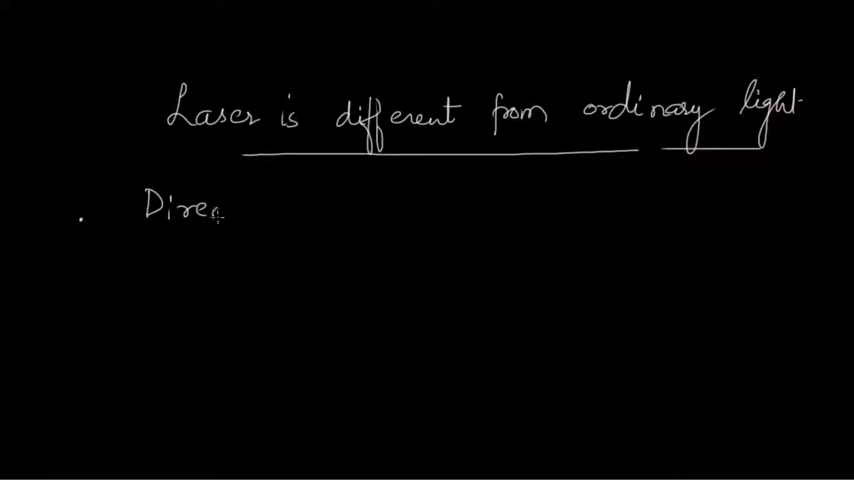 Laser is different from ordinary light
. Direc